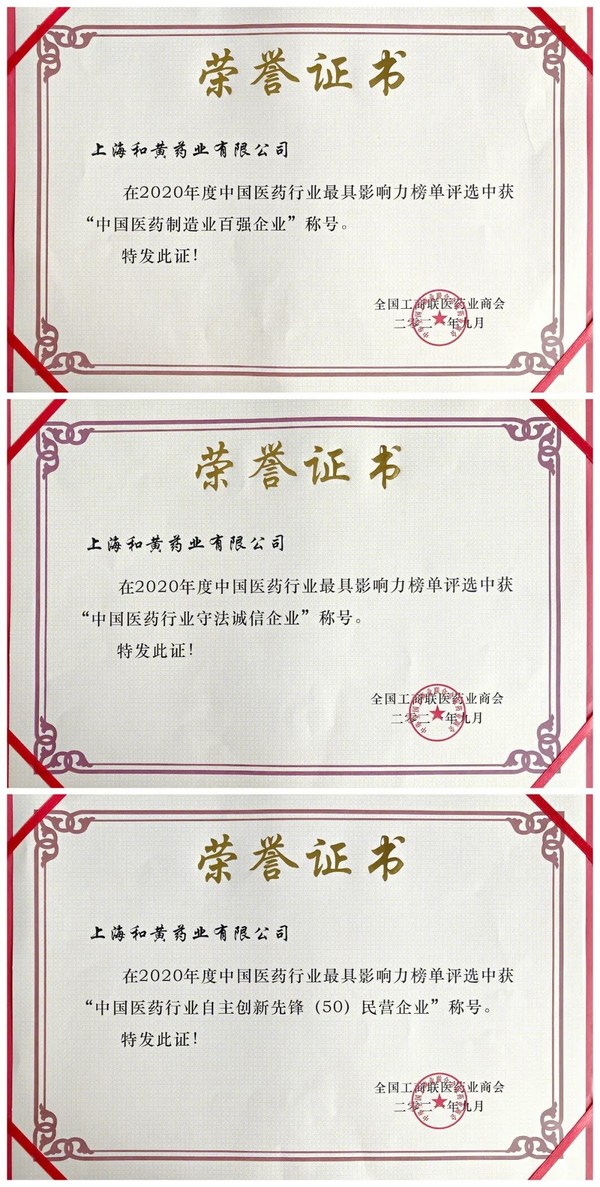 荣誉证书
上海和黄药业有限公司
在2020年度中国医药行业最具影响力榜单评选中获
“中国医药制造业百强企业”称号。
特发此证！
全国工商联医药业商会
二零二一年九月
荣誉证书
上海和黄药业有限公司
在2020年度中国医药行业最具影响力榜单评选中获
“中国医药行业守法诚信企业”称号。
特发此证！
全国工商联医药业商会
二零二一年九月
荣誉证书
上海和黄药业有限公司
在2020年度中国医药行业最具影响力榜单评选中获
“中国医药行业自主创新先锋（50）民营企业”称号。
特发此证！
全国工商联医药业商会
二零二一年九月